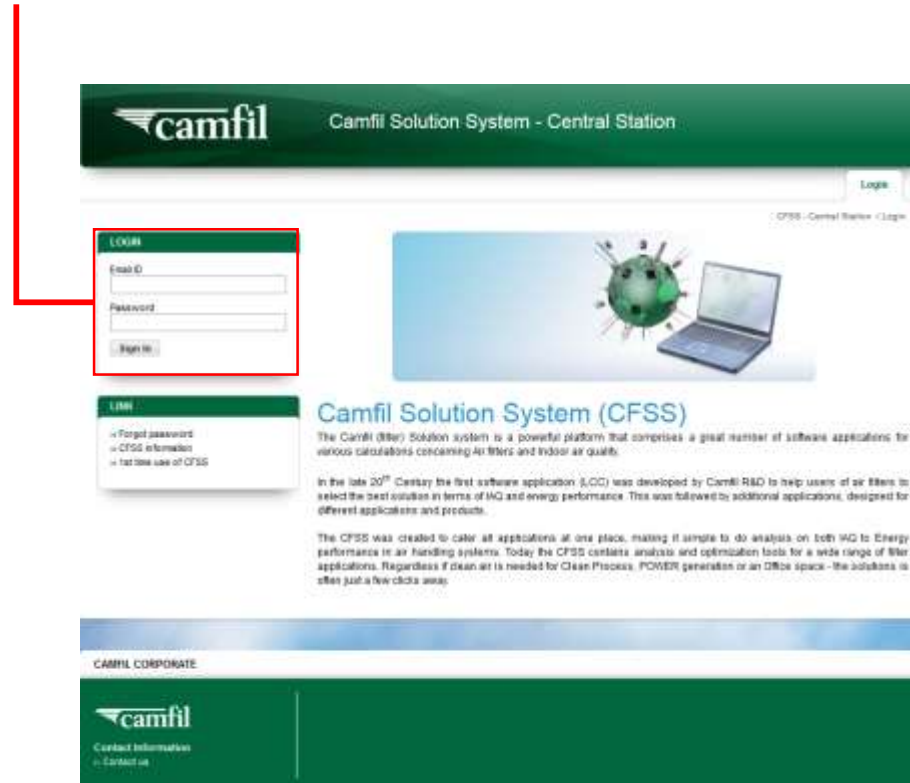 camfil
Camfil Solution System - Central Station
Login
CFSS - Central Station < Login
LOGIN
Email ID
Password
Sign In
LINK
» Forgot password
» CFSS information
» 1st time use of CFSS
Camfil Solution System (CFSS)
The Camfil (filter) Solution system is a powerful platform that comprises a great number of software applications for
various calculations concerning Air filters and Indoor air quality.
In the late 20th Century the first software application (LCC) was developed by Camfil R&D to help users of air filters to
select the best solution in terms of IAQ and energy performance. This was followed by additional applications, designed for
different applications and products.
The CFSS was created to cater all applications at one place, making it simple to do analysis on both IAQ to Energy
performance in air handling systems. Today the CFSS contains analysis and optimization tools for a wide range of filter
applications. Regardless if clean air is needed for Clean Process, POWER generation or an Office space - the solutions is
often just a few clicks away.
CAMFIL CORPORATE
camfil
Contact Information
» Contact us